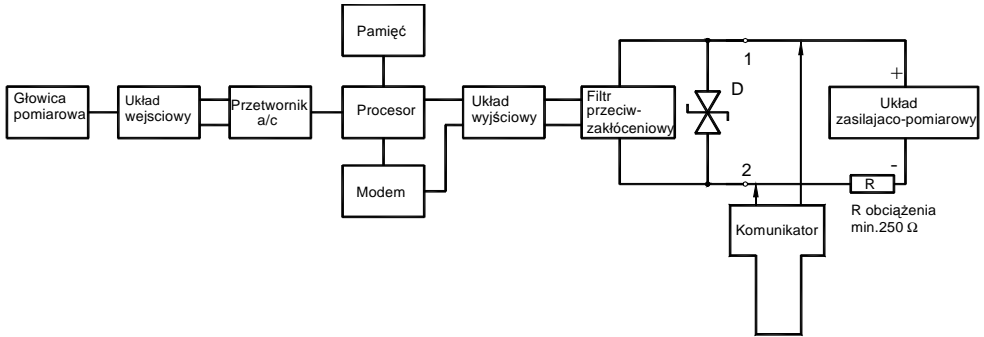 Pamięć
Głowica
pomiarowa
Układ
wejsciowy
Przetwornik
a/c
Procesor
Układ
wyjściowy
Filtr
przeciw-
zakłóceniowy
Modem
1
D
2
+
Układ
zasilajaco-pomiarowy
-
R
R obciążenia
min.250 Ω
Komunikator